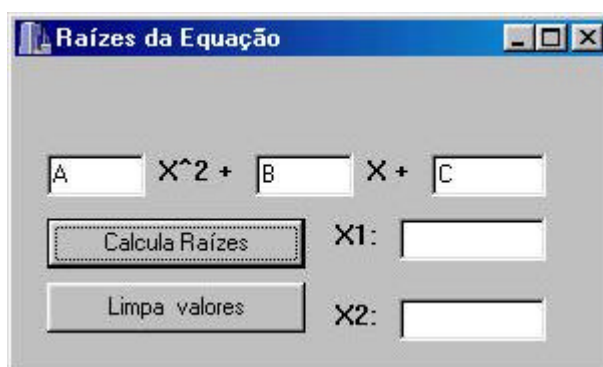 Raízes da Equação
A X^2 + B X + C
Calcula Raízes X1:
Limpa valores X2: